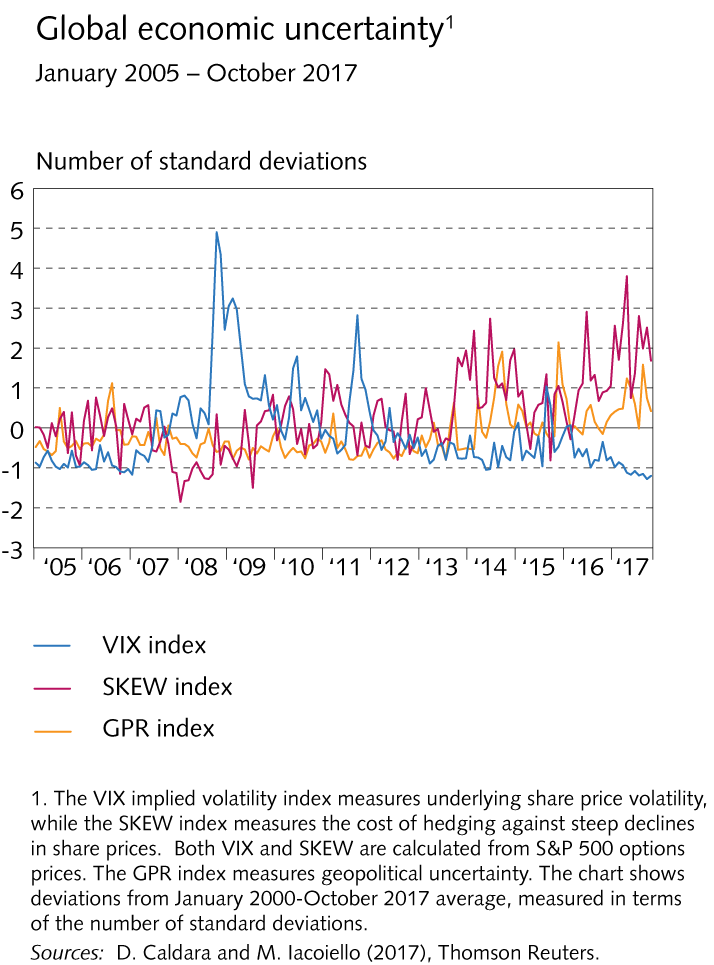 Global economic uncertainty¹
January 2005 – October 2017
Number of standard deviations
6
5
4
3
2
1
0
-1
-2
-3
‘05 ‘06 ‘07 ‘08 ‘09 ‘10 ‘11 ‘12 ‘13 ‘14 ‘15 ‘16 ‘17
VIX index
SKEW index
GPR index
1. The VIX implied volatility index measures underlying share price volatility,
while the SKEW index measures the cost of hedging against steep declines
in share prices.  Both VIX and SKEW are calculated from S&P 500 options
prices. The GPR index measures geopolitical uncertainty. The chart shows
deviations from January 2000-October 2017 average, measured in terms
of the number of standard deviations.
Sources:  D. Caldara and M. Iacoiello (2017), Thomson Reuters.